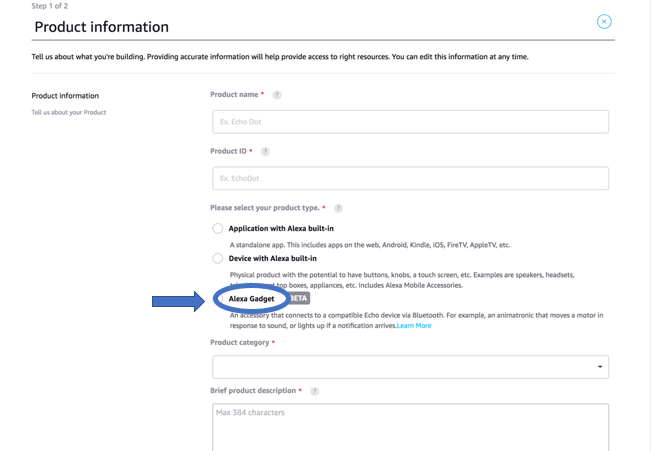 Step 1 of 2
Product information
Tell us about what you're building. Providing accurate information will help provide access to right resources. You can edit this information at any time.
Product information
Tell us about your Product
Product name * ?
Ex. Echo Dot
Product ID * ?
Ex. EchoDot
Please select your product type. * ?
Application with Alexa built-in
A standalone app. This includes apps on the web, Android, Kindle, iOS, FireTV, AppleTV, etc.
Device with Alexa built-in
Physical product with the potential to have buttons, knobs, a touch screen, etc. Examples are speakers, headsets,
top boxes, appliances, etc. Includes Alexa Mobile Accessories.
Alexa Gadget BETA
An accessory that connects to a compatible Echo device via Bluetooth. For example, an animatronic that moves a motor in
response to sound, or lights up if a notification arrives.Learn More
Product category *
Brief product description * ?
Max 384 characters